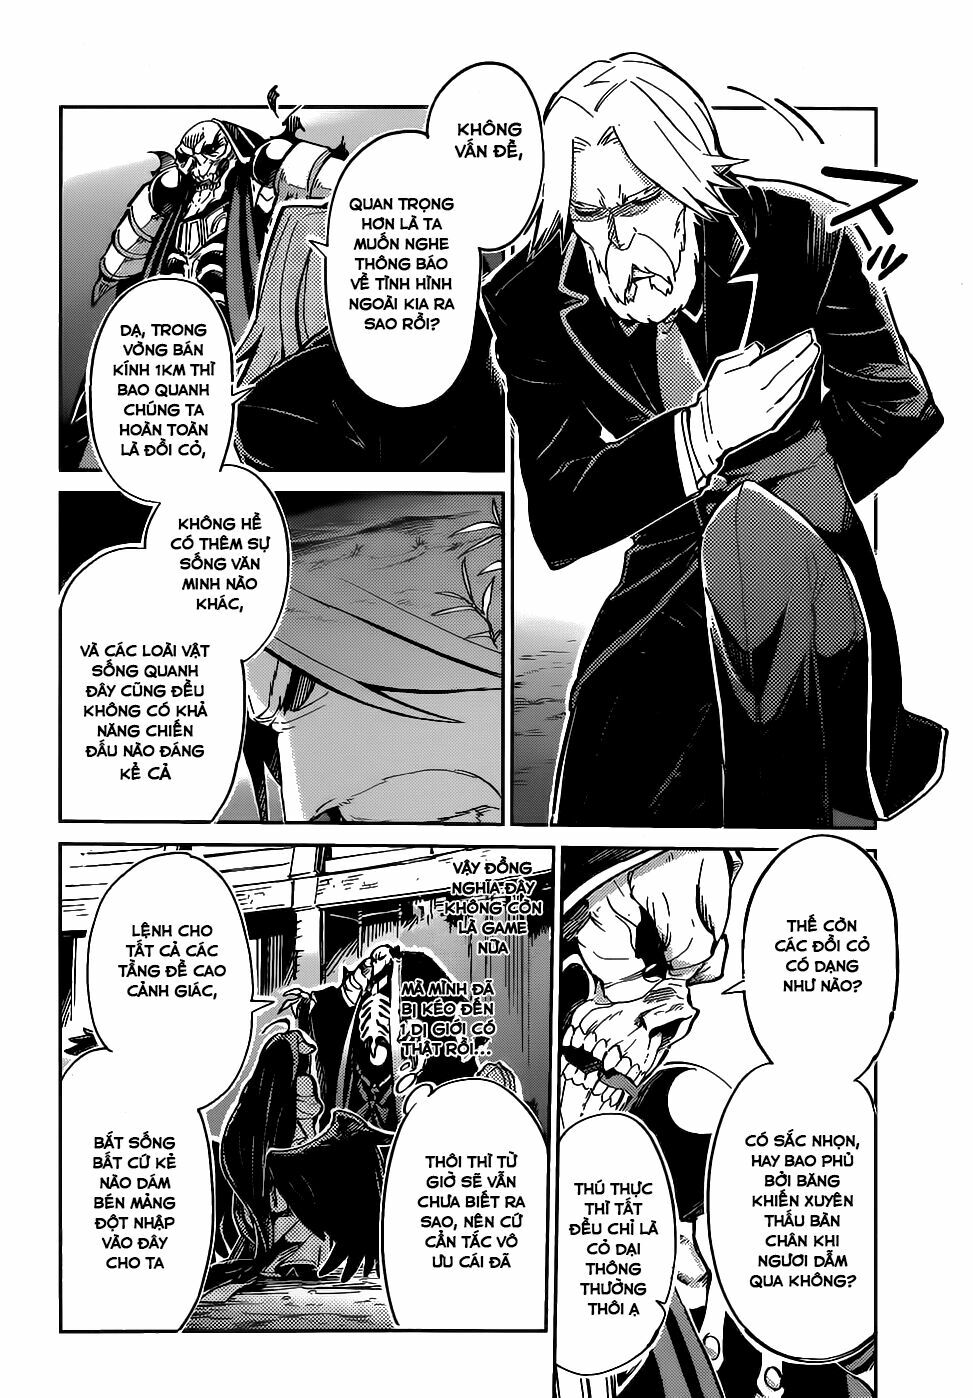 KHÔNG
VẤN ĐỀ,
QUAN TRỌNG
HƠN LÀ TA
MUỐN NGHE
THÔNG BÁO
VỀ TÌNH HÌNH
NGOÀI KIA RA
SAO RỒI?
DẠ, TRONG
VÒNG BÁN
KÍNH 1KM THÌ
BAO QUANH
CHÚNG TA
HOÀN TOÀN
LÀ ĐỒI CỎ,
KHÔNG HỀ
CÓ THÊM SỰ
SỐNG VĂN
MINH NÀO
KHÁC,
VÀ CÁC LOÀI VẬT
SỐNG QUANH
ĐÂY CŨNG ĐỀU
KHÔNG CÓ KHẢ
NĂNG CHIẾN
ĐẤU NÀO ĐÁNG
KỂ CẢ
THẾ CÒN
CÁC ĐỒI CỎ
CÓ DẠNG
NHƯ NÀO?
CÓ SẮC NHỌN,
HAY BAO PHỦ
BỞI BĂNG
KHIẾN XUYÊN
THẤU BÀN
CHÂN KHI
NGƯƠI DẪM
QUA KHÔNG?
THÚ THỰC
THÌ TẤT
ĐỀU CHỈ LÀ
CỎ DẠI
THÔNG
THƯỜNG
THÔI Ạ
VẬY ĐỒNG
NGHĨA ĐÂY
KHÔNG CÒN
LÀ GAME
NỮA
MÀ MÌNH ĐÃ
BỊ KÉO ĐẾN
1 DỊ GIỚI CÓ
THẬT RỒI...
THÔI THÌ TỪ
GIỜ SẼ VẪN
CHƯA BIẾT RA
SAO, NÊN CỨ
CẨN TẮC VÔ
ƯU CÁI ĐÃ
LỆNH CHO
TẤT CẢ CÁC
TẦNG ĐỀ CAO
CẢNH GIÁC,
BẮT SỐNG
BẤT CỨ KẺ
NÀO DÁM
BÉN MẢNG
ĐỘT NHẬP
VÀO ĐÂY
CHO TA